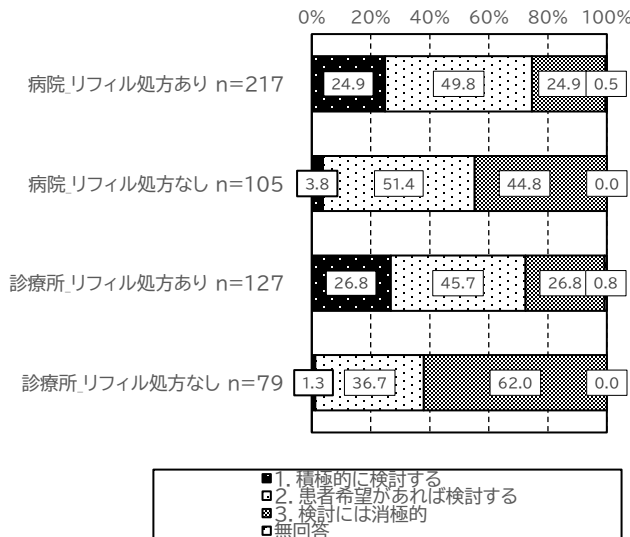 0% 20% 40% 60% 80% 100%
病院_リフィル処方あり n=217 24.9 49.8 24.9 0.5
病院_リフィル処方なし n=105 3.8 51.4 44.8 0.0
診療所_リフィル処方あり n=127 26.8 45.7 26.8 0.8
診療所_リフィル処方なし n=79 1.3 36.7 62.0 0.0
1. 積極的に検討する
2. 患者希望があれば検討する
3. 検討には消極的
無回答